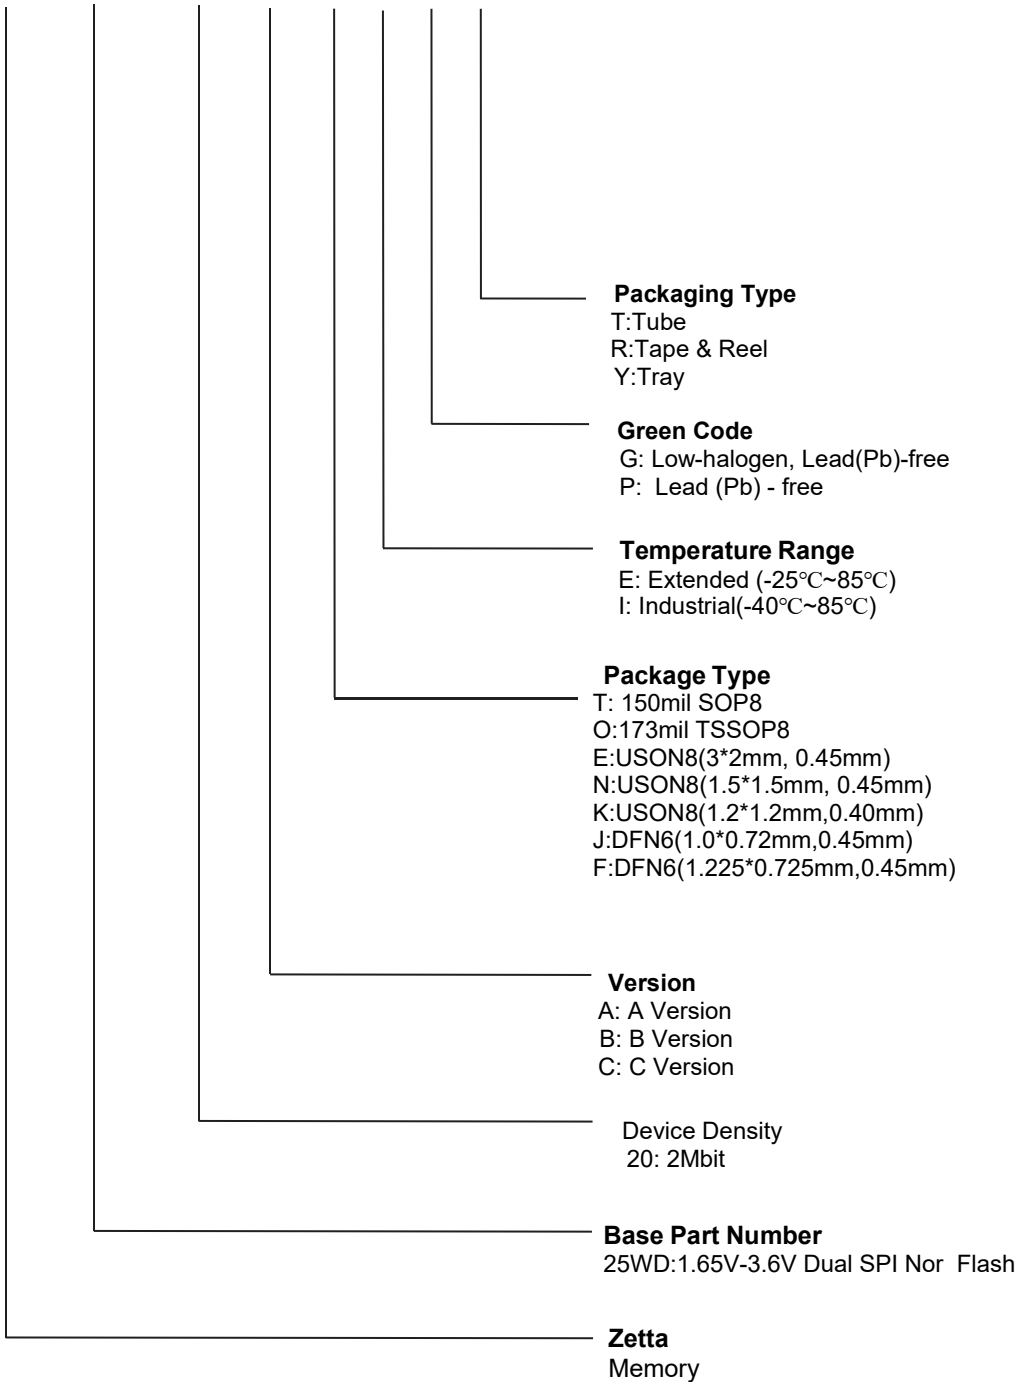 Packaging Type
T:Tube
R:Tape & Reel
Y:Tray
Green Code
G: Low-halogen, Lead(Pb)-free
P: Lead (Pb) - free
Temperature Range
E: Extended (-25℃~85℃)
I: Industrial(-40℃~85℃)
Package Type
T: 150mil SOP8
O:173mil TSSOP8
E:USON8(3*2mm, 0.45mm)
N:USON8(1.5*1.5mm, 0.45mm)
K:USON8(1.2*1.2mm,0.40mm)
J:DFN6(1.0*0.72mm,0.45mm)
F:DFN6(1.225*0.725mm,0.45mm)
Version
A: A Version
B: B Version
C: C Version
Device Density
20: 2Mbit
Base Part Number
25WD:1.65V-3.6V Dual SPI Nor Flash
Zetta
Memory